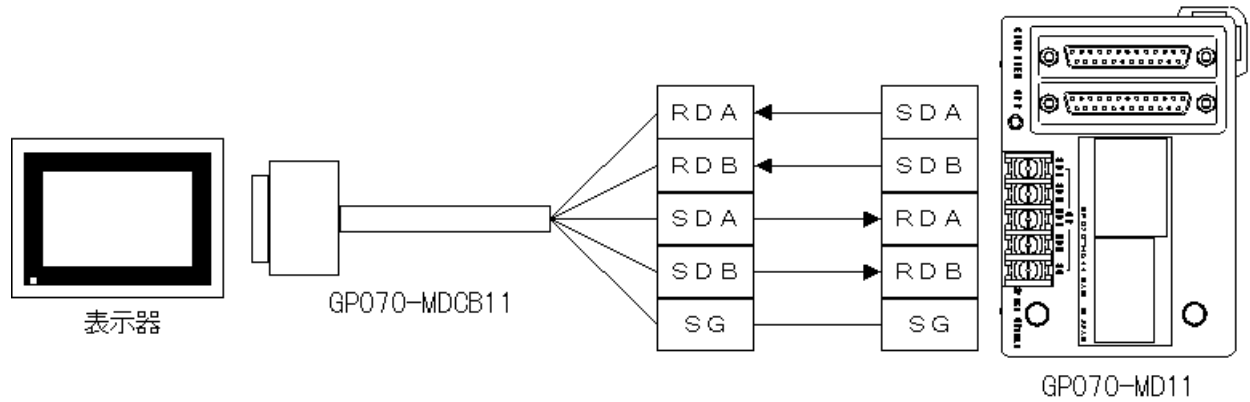 RDA
SDA
RDB
SDB
SDA
RDA
SDB
RDB
SG
SG
表示器
GP070-MDCB11
GP070-MD11